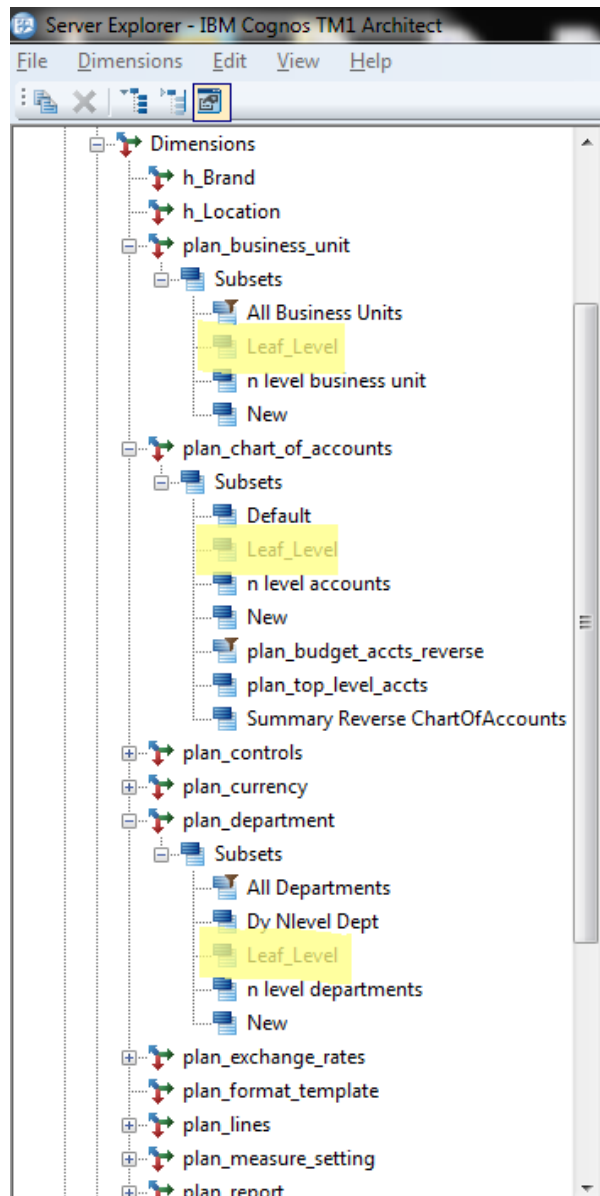 Server Explorer - IBM Cognos TM1 Architect
File Dimensions Edit View Help
Dimensions
h_Brand
h_Location
plan_business_unit
Subsets
All Business Units
Leaf_Level
n level business unit
New
plan_chart_of_accounts
Subsets
Default
Leaf_Level
n level accounts
New
plan_budget_accts_reverse
plan_top_level_accts
Summary Reverse ChartOfAccounts
plan_controls
plan_currency
plan_department
Subsets
All Departments
Dy Nlevel Dept
Leaf_Level
n level departments
New
plan_exchange_rates
plan_format_template
plan_lines
plan_measure_setting
plan_report